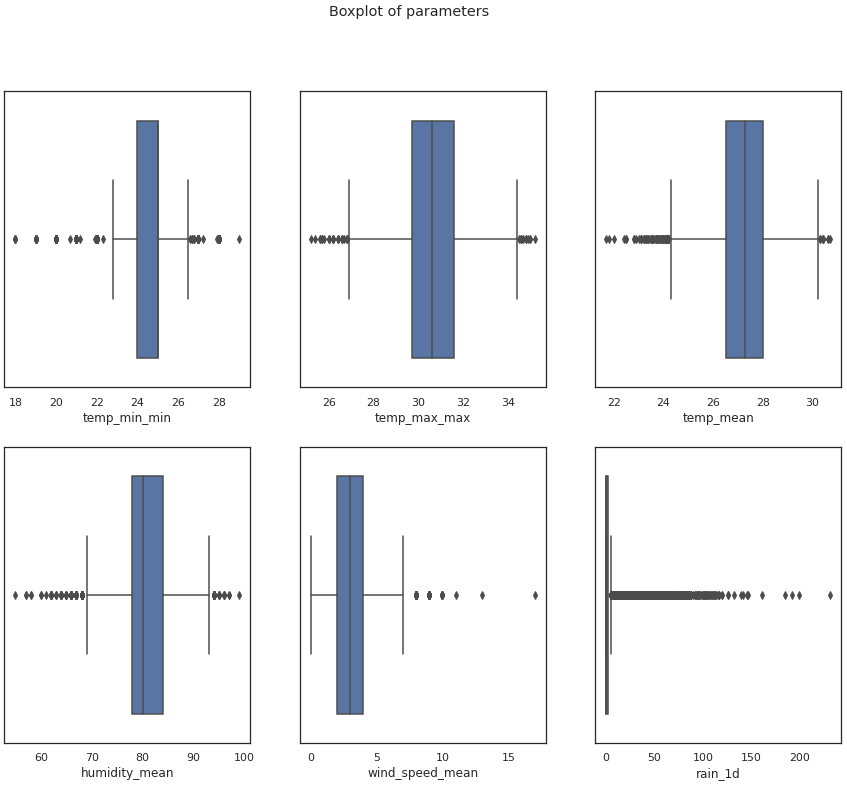 Boxplot of parameters
18 20 22 24 26 28
temp_min_min
26 28 30 32 34
temp_max_max
22 24 26 28 30
temp_mean
60 70 80 90 100
humidity_mean
0 5 10 15
wind_speed_mean
0 50 100 150 200
rain_1d